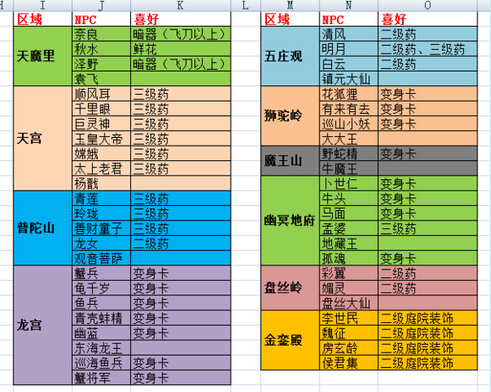 H I J K L M N O
区域 NPC 喜好
天魔里 奈良 暗器（飞刀以上）
秋水 鲜花
泽野 暗器（飞刀以上）
袁飞
天宫 顺风耳 三级药
千里眼 三级药
巨灵神 三级药
玉皇大帝 三级药
嫦娥 三级药
太上老君 三级药
杨戬
普陀山 青莲 三级药
玲珑 三级药
善财童子 三级药
龙女 二级药
观音菩萨
龙宫 蟹兵 变身卡
龟千岁 变身卡
鱼兵 变身卡
青壳蚌精 变身卡
幽蓝 变身卡
东海龙王
巡海鱼兵 变身卡
蟹将军 变身卡
区域 NPC 喜好
五庄观 清风 二级药
明月 二级药、三级药
白云 二级药
镇元大仙
狮驼岭 花狐狸 变身卡
有来有去 变身卡
巡山小妖 变身卡
大大王
魔王山 野蛇精 变身卡
牛魔王
幽冥地府 卜世仁 变身卡
牛头 变身卡
马面 变身卡
孟婆 三级药
地藏王
孤魂 变身卡
盘丝岭 彩翼 二级药
媚灵 二级药
盘丝大仙
金銮殿 李世民 二级庭院装饰
魏征 二级庭院装饰
房玄龄 二级庭院装饰
侯君集 二级庭院装饰